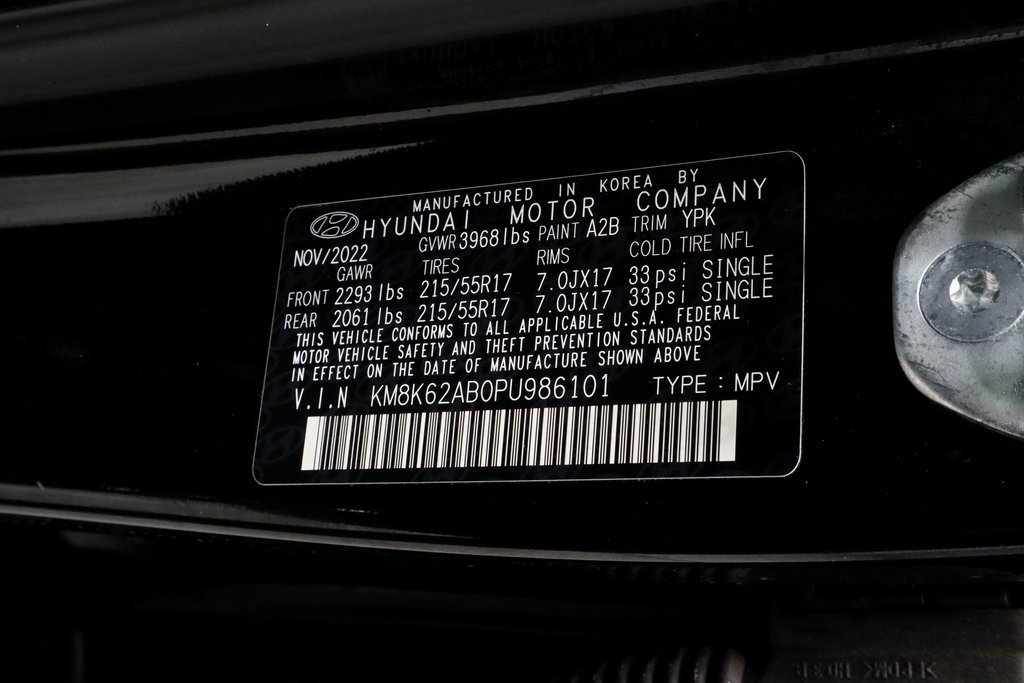 MANUFACTURED IN KOREA BY
HYUNDAI MOTOR COMPANY
NOV/2022 GVWR 3968 lbs PAINT A2B TRIM YPK
GAWR TIRES RIMS COLD TIRE INFL
FRONT 2293 lbs 215/55R17 7.0JX17 33psi SINGLE
REAR 2061 lbs 215/55R17 7.0JX17 33psi SINGLE
THIS VEHICLE CONFORMS TO ALL APPLICABLE U.S.A. FEDERAL
MOTOR VEHICLE SAFETY AND THEFT PREVENTION STANDARDS
IN EFFECT ON THE DATE OF MANUFACTURE SHOWN ABOVE
V.I.N KM8K62AB0PU986101 TYPE : MPV